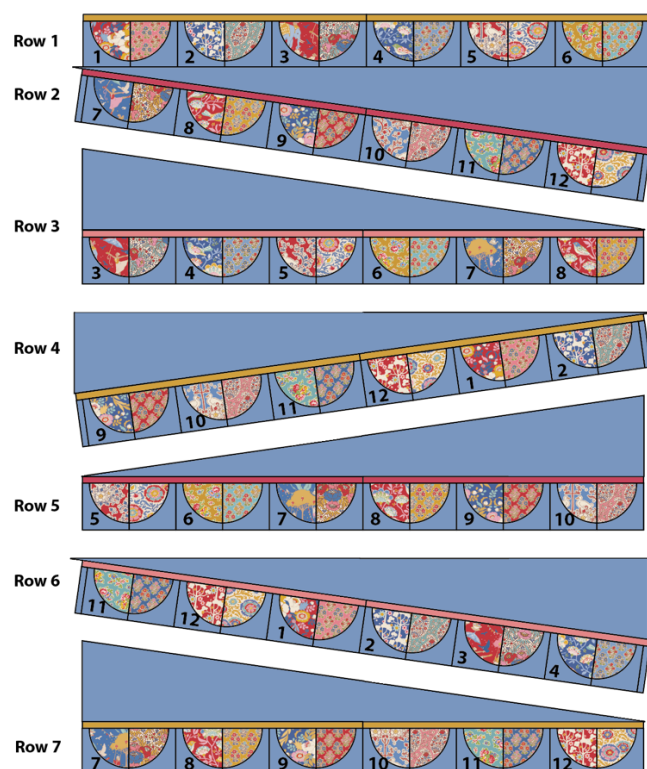 Row 1
1 2 3 4 5 6
Row 2
7 8 9 10 11 12
Row 3
3 4 5 6 7 8
Row 4
9 10 11 12 1 2
Row 5
5 6 7 8 9 10
Row 6
11 12 1 2 3 4
Row 7
7 8 9 10 11 12